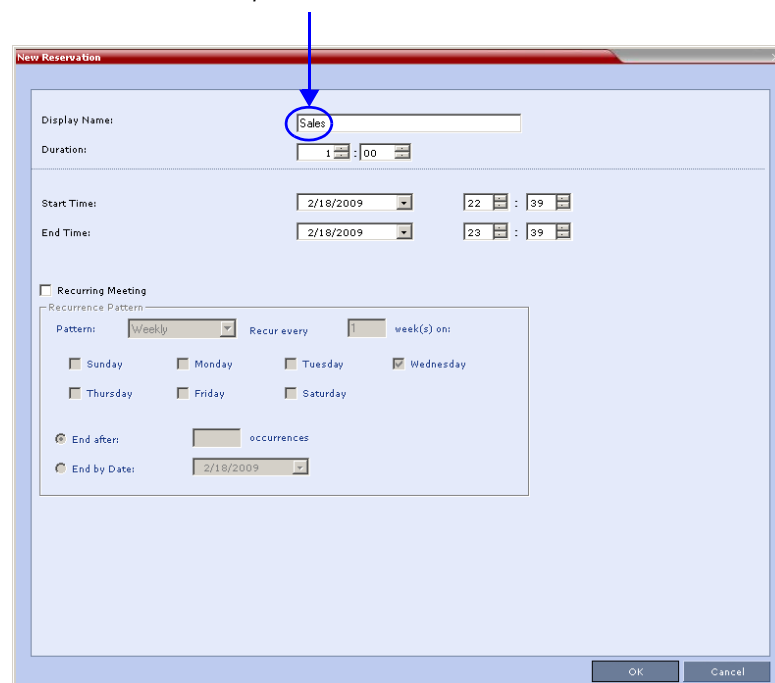 New Reservation
Display Name: Sales
Duration: 1 : 00
Start Time: 2/18/2009 22 : 39
End Time: 2/18/2009 23 : 39
Recurring Meeting
Recurrence Pattern
Pattern: Weekly Recur every 1 week(s) on:
Sunday Monday Tuesday Wednesday
Thursday Friday Saturday
End after: occurrences
End by Date: 2/18/2009
OK Cancel